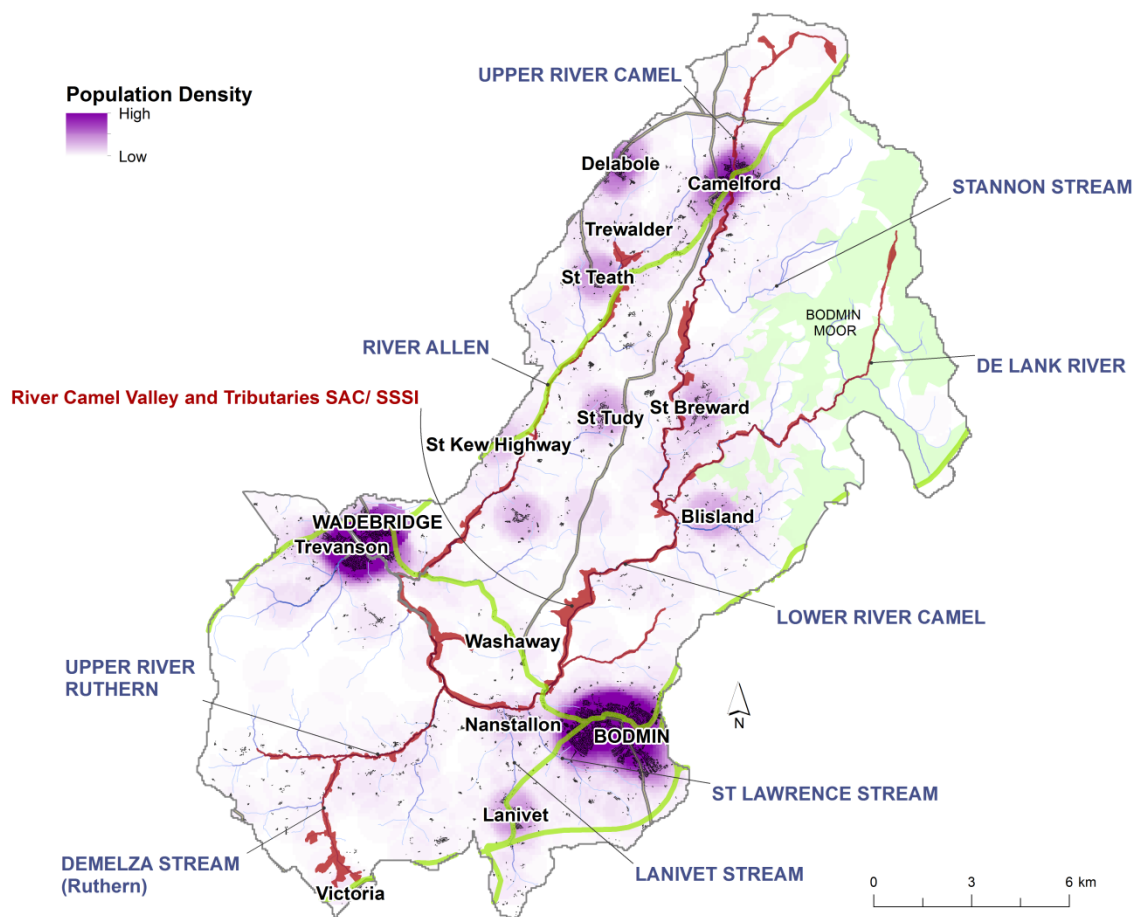 UPPER RIVER CAMEL
Population Density
High
Low
Delabole
Camelford
STANNON STREAM
Trewalder
St Teath
BODMIN
MOOR
RIVER ALLEN
DE LANK RIVER
River Camel Valley and Tributaries SAC/ SSSI
St Breward
St Tudy
St Kew Highway
Blisland
WADEBRIDGE
Trevanson
LOWER RIVER CAMEL
Washaway
UPPER RIVER
RUTHERN
N
Nanstallon
BODMIN
ST LAWRENCE STREAM
Lanivet
DEMELZA STREAM
(Ruthern)
LANIVET STREAM
Victoria
0 3 6 km